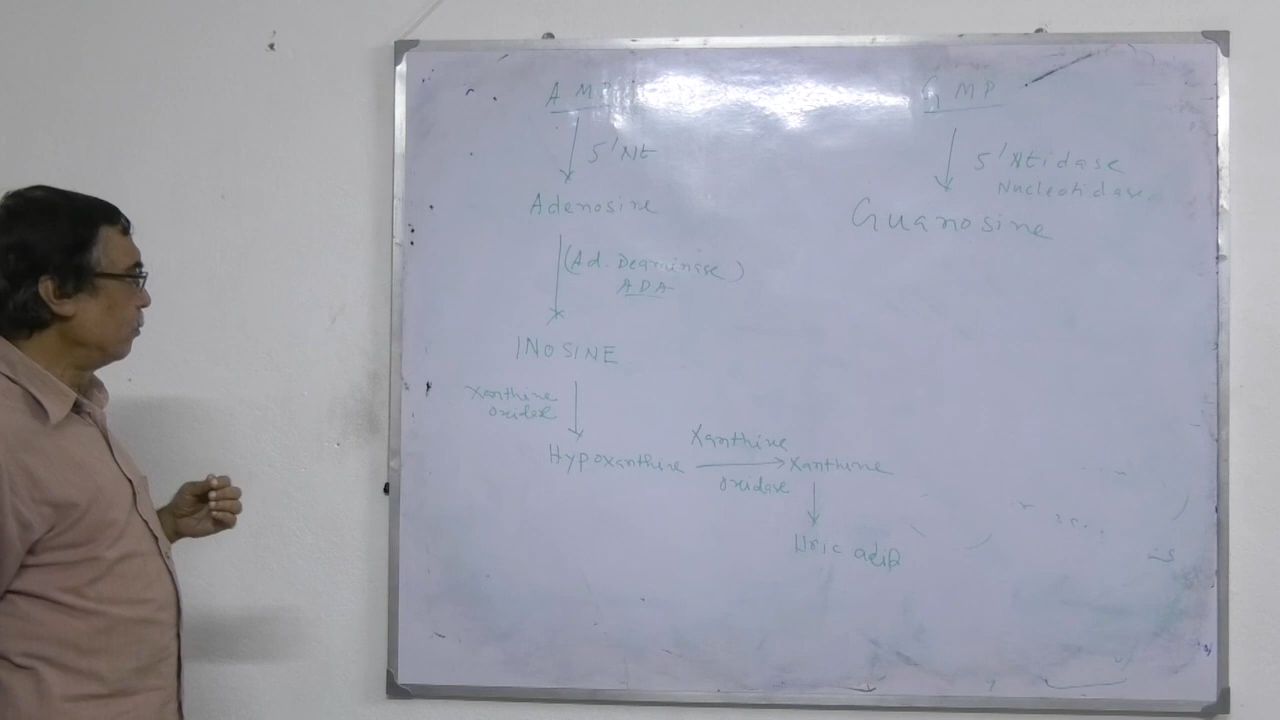 AMP
GMP
5' Nt
5' Ntidase
Nucleotidase
Adenosine
Guanosine
(Ad. Deaminase)
ADA
INOSINE
Xanthine
Oxidase
Hypoxanthine
Xanthine
Oxidase
Xanthine
Uric acid